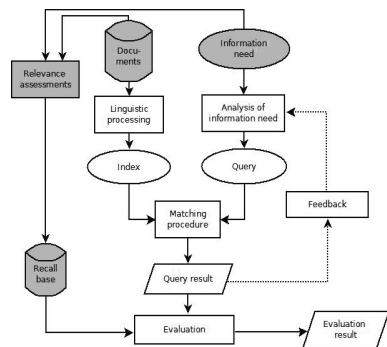 Docu-
ments
Information
need
Relevance
assessments
Linguistic
processing
Analysis of
information need
Index
Query
Feedback
Matching
procedure
Recall
base
Query result
Evaluation
Evaluation
result